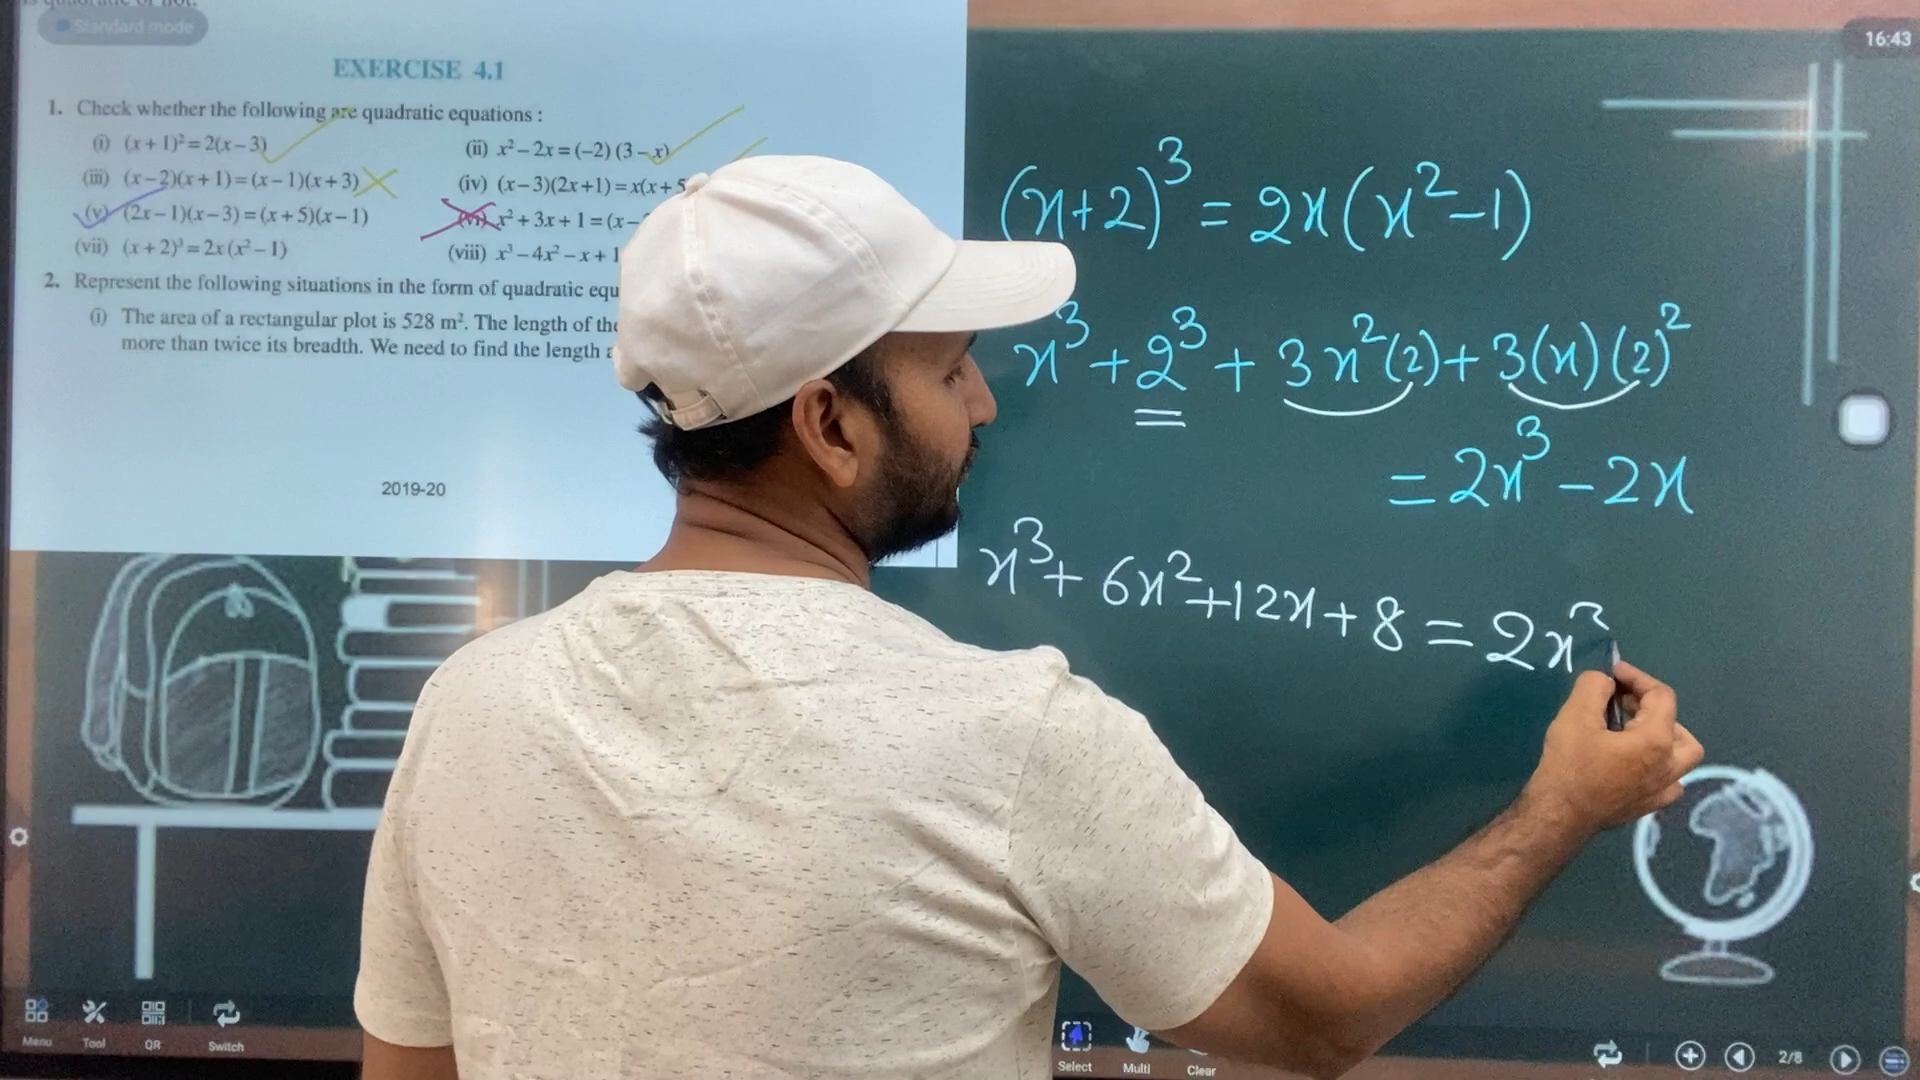 Standard mode
16:43
EXERCISE 4.1
1. Check whether the following are quadratic equations :
(i) (x + 1)² = 2(x – 3)
(ii) x² – 2x = (–2) (3 – x)
(iii) (x – 2)(x + 1) = (x – 1)(x + 3)
(iv) (x – 3)(2x + 1) = x(x + 5
(v) (2x – 1)(x – 3) = (x + 5)(x – 1)
(vi) x² + 3x + 1 = (x –
(vii) (x + 2)³ = 2x (x² – 1)
(viii) x³ – 4x² – x + 1
2. Represent the following situations in the form of quadratic equ
(i) The area of a rectangular plot is 528 m². The length of the
more than twice its breadth. We need to find the length
2019-20
(x+2)³ = 2x(x²-1)
x³ + 2³ + 3x²(2) + 3(x)(2)²
= 2x³ - 2x
x³ + 6x² + 12x + 8 = 2x
Menu
Tool
QR
Switch
Select
Multi
Clear
2/8